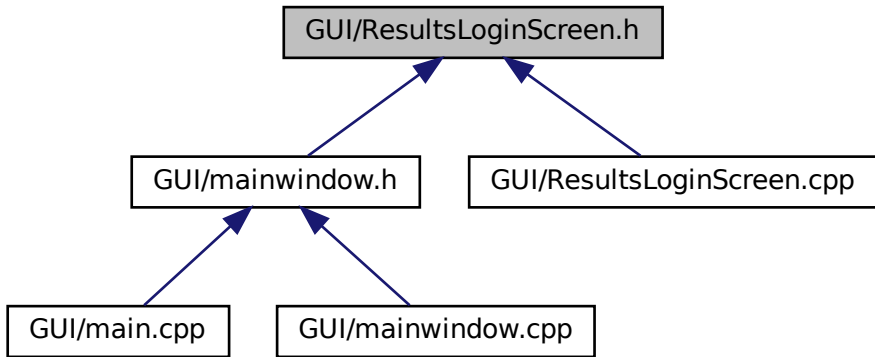 GUI/ResultsLoginScreen.h
GUI/mainwindow.h
GUI/ResultsLoginScreen.cpp
GUI/main.cpp
GUI/mainwindow.cpp